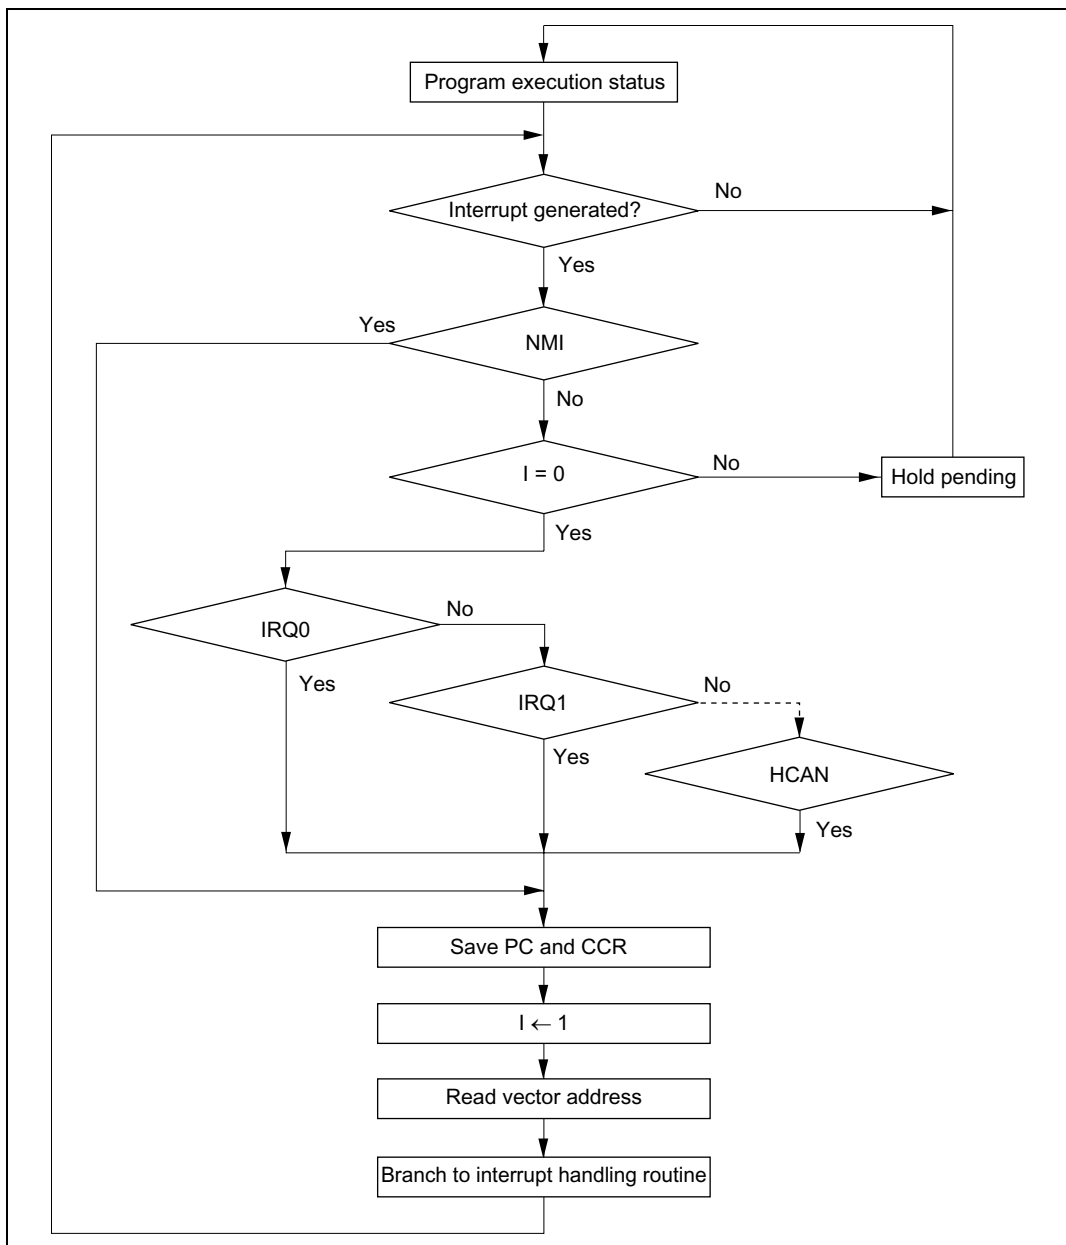 Program execution status
Interrupt generated?
No
Yes
Yes
NMI
No
I = 0
No
Hold pending
Yes
IRQ0
No
Yes
IRQ1
No
Yes
HCAN
Yes
Save PC and CCR
I ← 1
Read vector address
Branch to interrupt handling routine